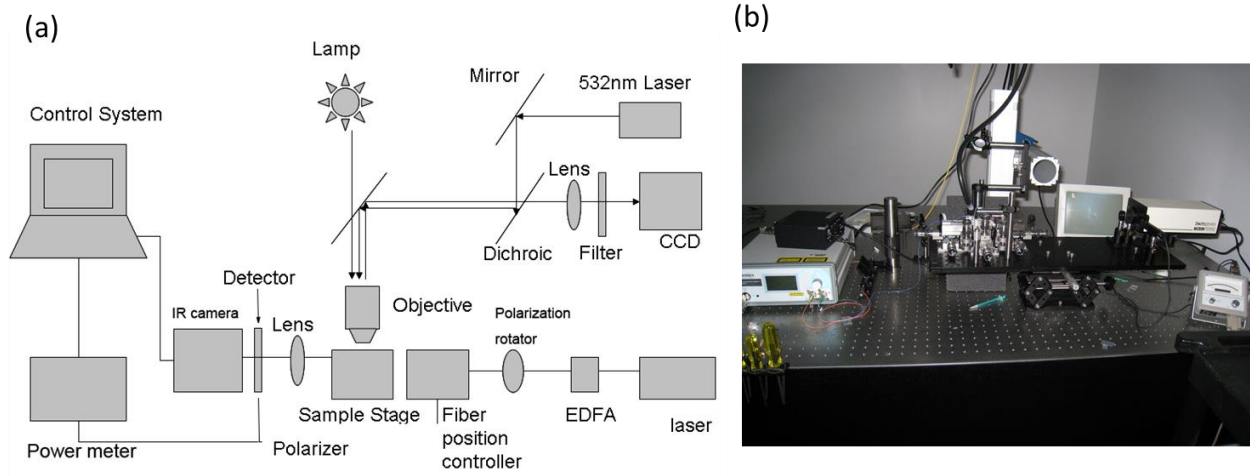 (a)
(b)
Lamp
Mirror
532nm Laser
Control System
Lens
Dichroic
Filter
CCD
Detector
IR camera
Lens
Objective
Polarization
rotator
Sample Stage
Fiber
position
controller
EDFA
laser
Power meter
Polarizer